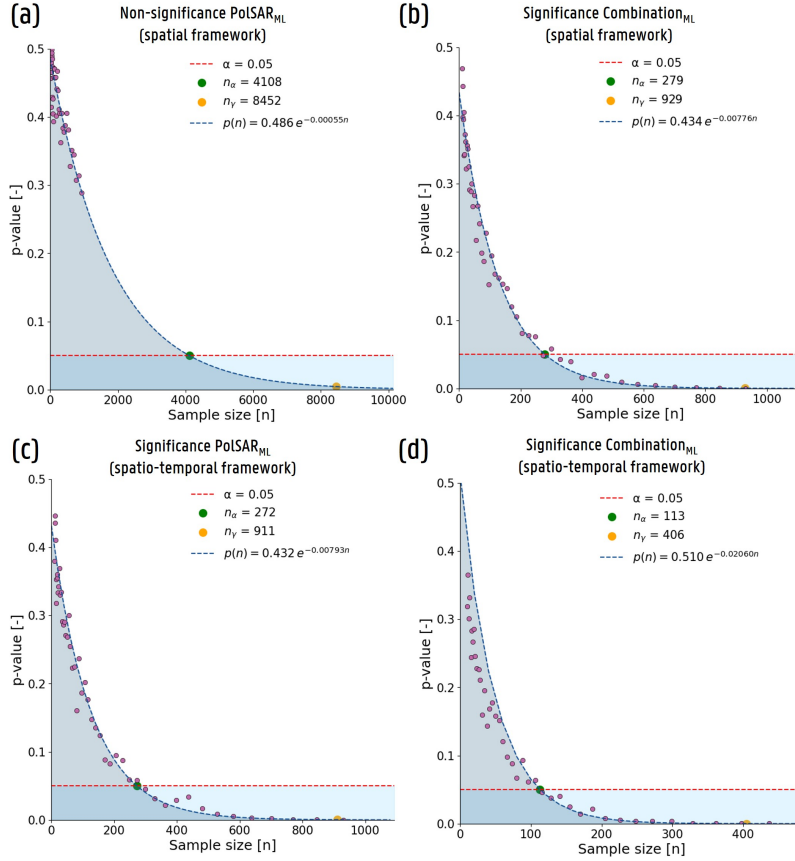 (a)
Non-significance PolSAR_ML
(spatial framework)
0.5
0.4
0.3
0.2
0.1
0.0
p-value [-]
α = 0.05
n_α = 4108
n_γ = 8452
p(n) = 0.486 e^−0.00055n
0 2000 4000 6000 8000 10000
Sample size [n]
(b)
Significance Combination_ML
(spatial framework)
0.5
0.4
0.3
0.2
0.1
0.0
p-value [-]
α = 0.05
n_α = 279
n_γ = 929
p(n) = 0.434 e^−0.00776n
0 200 400 600 800 1000
Sample size [n]
(c)
Significance PolSAR_ML
(spatio-temporal framework)
0.5
0.4
0.3
0.2
0.1
0.0
p-value [-]
α = 0.05
n_α = 272
n_γ = 911
p(n) = 0.432 e^−0.00793n
0 200 400 600 800 1000
Sample size [n]
(d)
Significance Combination_ML
(spatio-temporal framework)
0.5
0.4
0.3
0.2
0.1
0.0
p-value [-]
α = 0.05
n_α = 113
n_γ = 406
p(n) = 0.510 e^−0.02060n
0 100 200 300 400
Sample size [n]